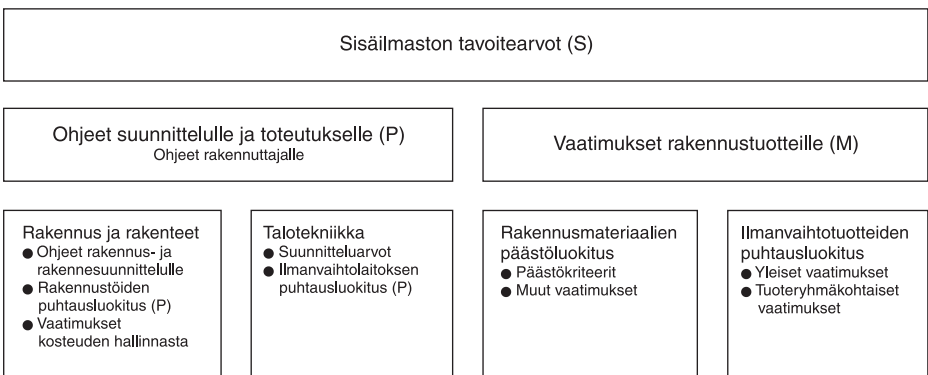 Sisäilmaston tavoitearvot (S)
Ohjeet suunnittelulle ja toteutukselle (P)
Ohjeet rakennuttajalle
Vaatimukset rakennustuotteille (M)
Rakennus ja rakenteet
● Ohjeet rakennus- ja
rakennesuunnittelulle
● Rakennustöiden
puhtausluokitus (P)
● Vaatimukset
kosteuden hallinnasta
Talotekniikka
● Suunnitteluarvot
● Ilmanvaihtolaitoksen
puhtausluokitus (P)
Rakennusmateriaalien
päästöluokitus
● Päästökriteerit
● Muut vaatimukset
Ilmanvaihtotuotteiden
puhtausluokitus
● Yleiset vaatimukset
● Tuoteryhmäkohtaiset
vaatimukset